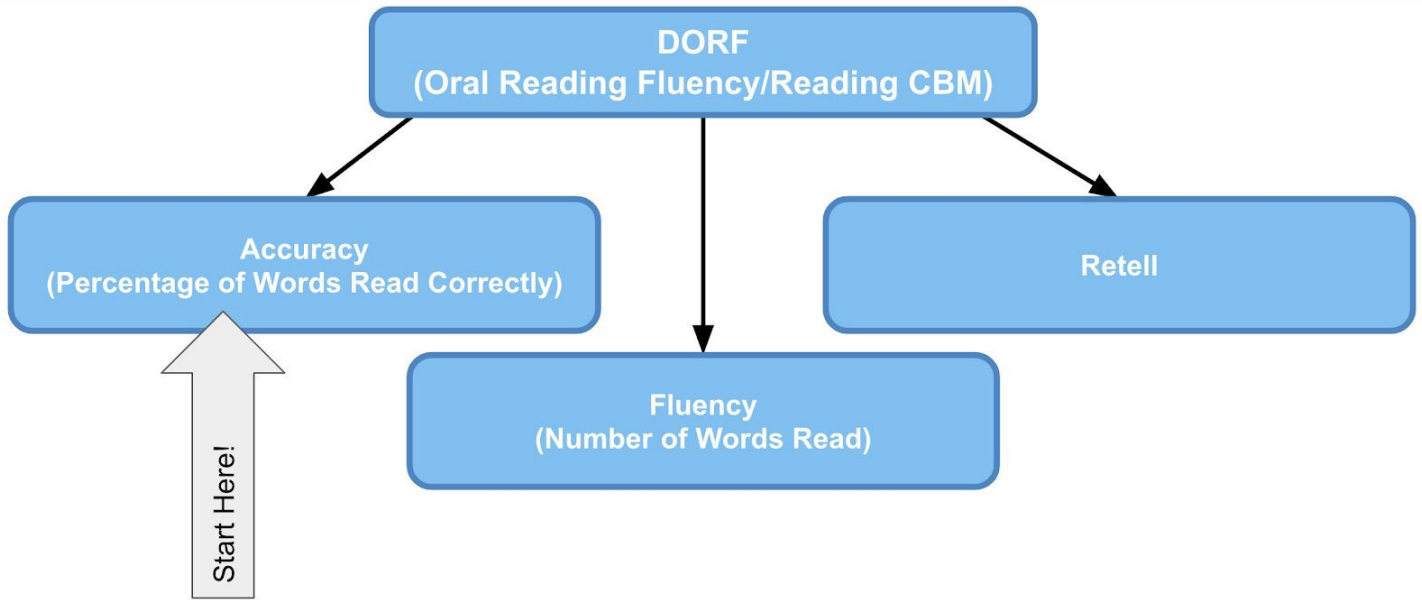 DORF
(Oral Reading Fluency/Reading CBM)
Accuracy
(Percentage of Words Read Correctly)
Retell
Fluency
(Number of Words Read)
Start Here!